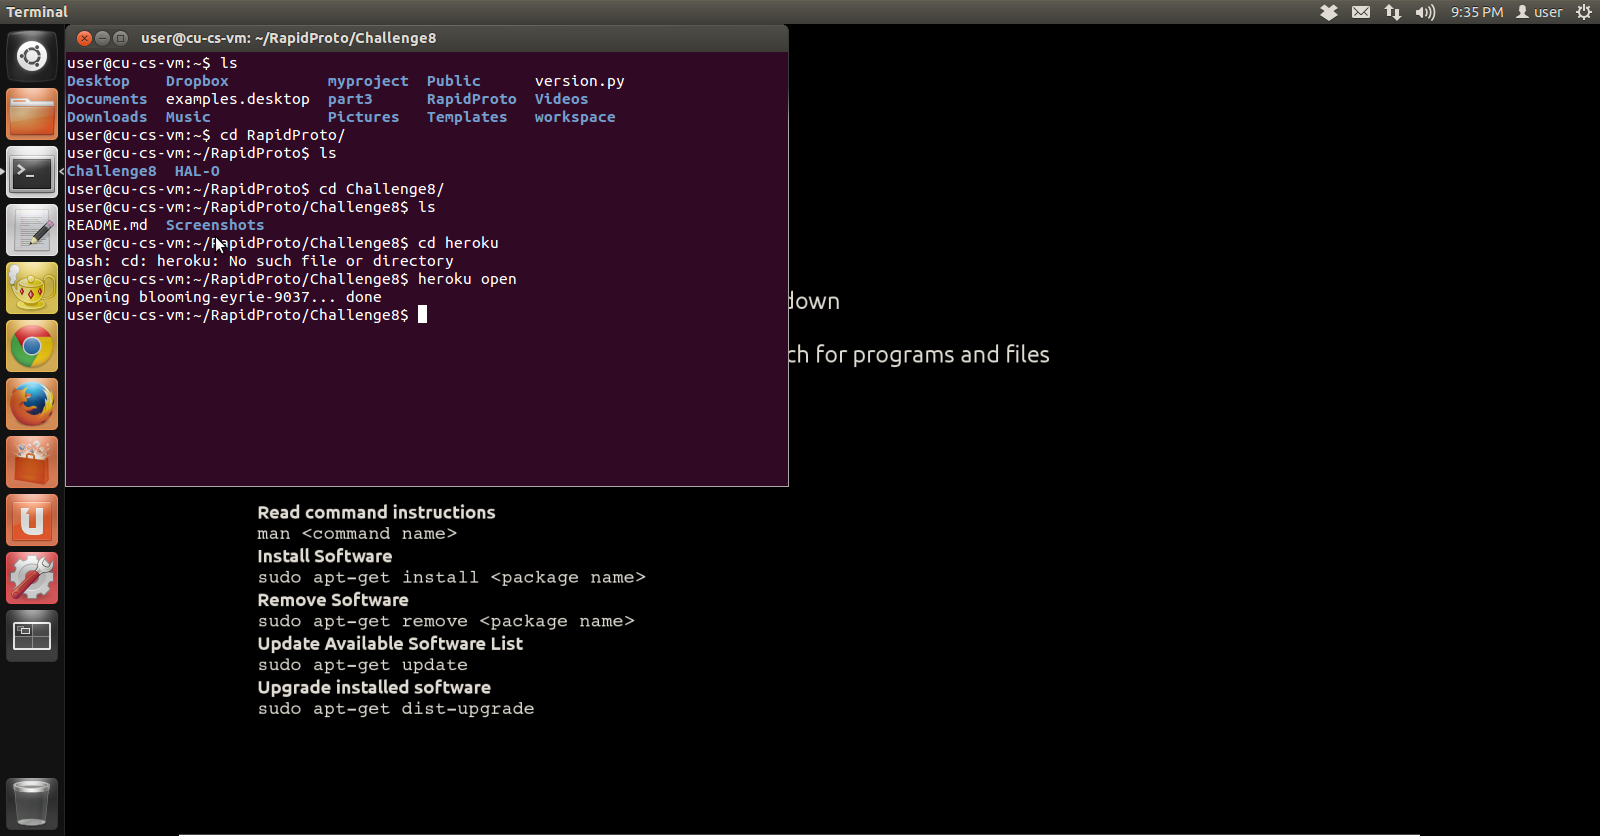 Terminal
9:35 PM user
user@cu-cs-vm: ~/RapidProto/Challenge8
user@cu-cs-vm:~$ ls
Desktop Dropbox myproject Public version.py
Documents examples.desktop part3 RapidProto Videos
Downloads Music Pictures Templates workspace
user@cu-cs-vm:~$ cd RapidProto/
user@cu-cs-vm:~/RapidProto$ ls
Challenge8 HAL-O
user@cu-cs-vm:~/RapidProto$ cd Challenge8/
user@cu-cs-vm:~/RapidProto/Challenge8$ ls
README.md Screenshots
user@cu-cs-vm:~/RapidProto/Challenge8$ cd heroku
bash: cd: heroku: No such file or directory
user@cu-cs-vm:~/RapidProto/Challenge8$ heroku open
Opening blooming-eyrie-9037... done
user@cu-cs-vm:~/RapidProto/Challenge8$
down
ch for programs and files
Read command instructions
man <command name>
Install Software
sudo apt-get install <package name>
Remove Software
sudo apt-get remove <package name>
Update Available Software List
sudo apt-get update
Upgrade installed software
sudo apt-get dist-upgrade